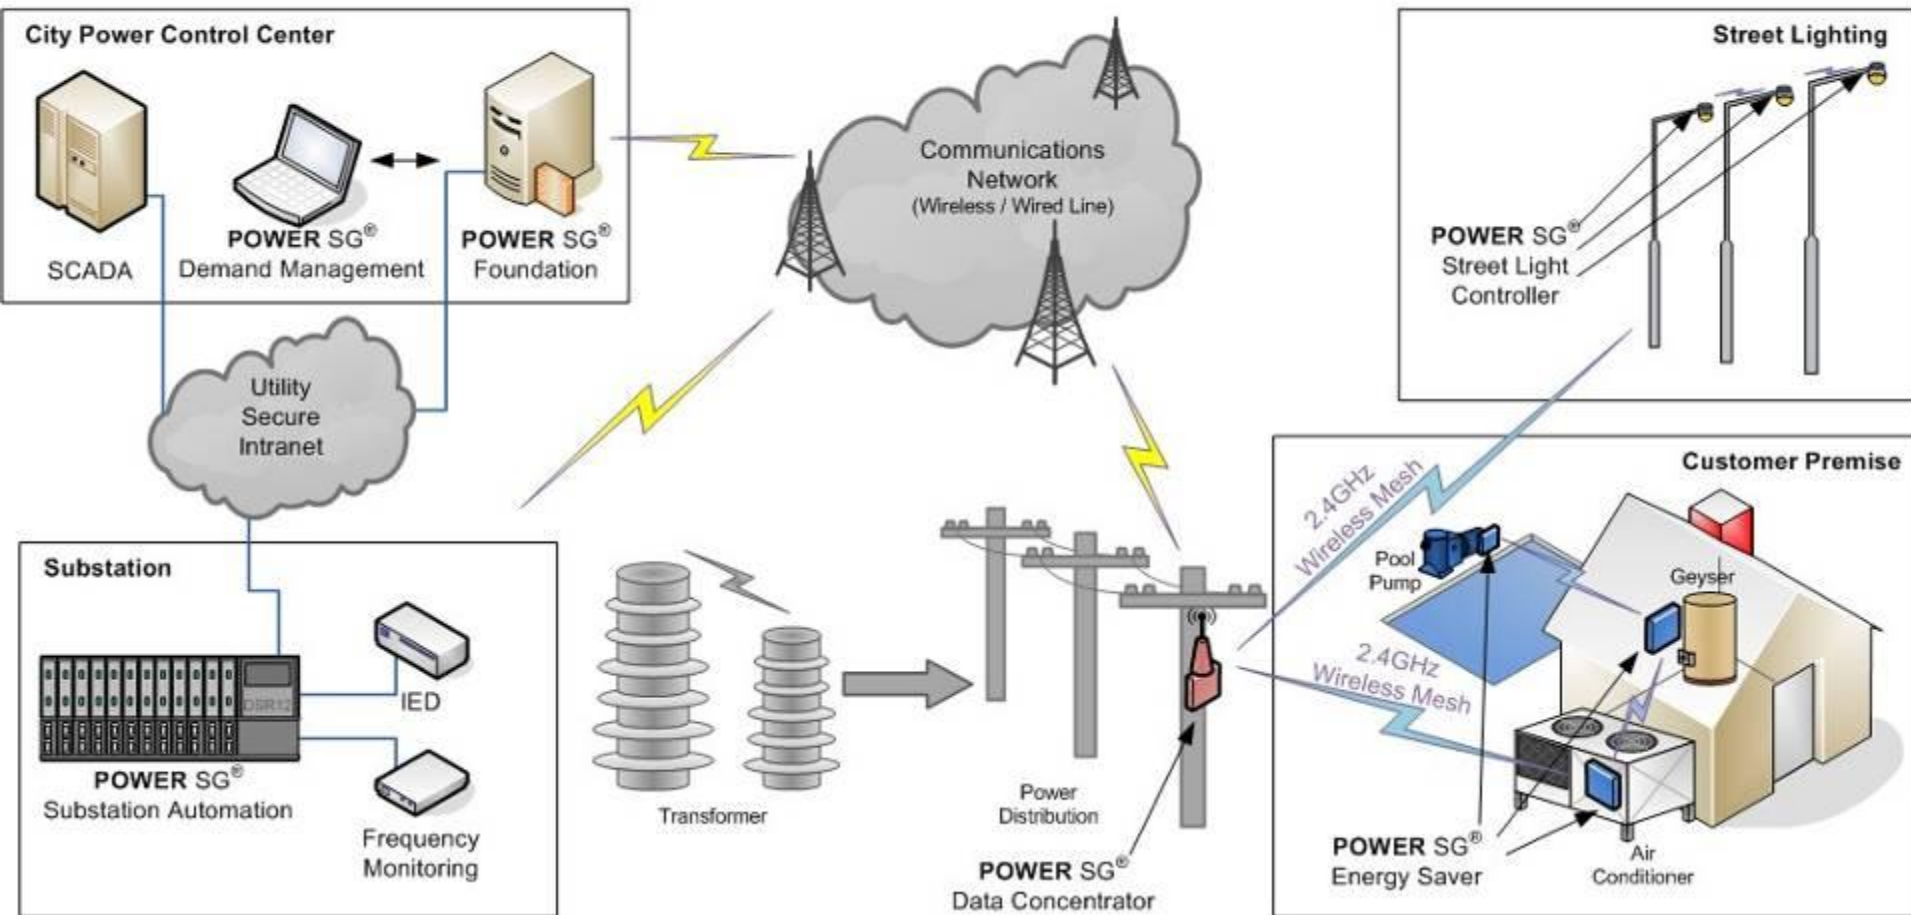 City Power Control Center
SCADA
POWER SG®
Demand Management
POWER SG®
Foundation
Communications
Network
(Wireless / Wired Line)
Street Lighting
POWER SG®
Street Light
Controller
Utility
Secure
Intranet
Substation
DSR12
IED
POWER SG®
Substation Automation
Frequency
Monitoring
Transformer
Power
Distribution
POWER SG®
Data Concentrator
2.4GHz
Wireless Mesh
2.4GHz
Wireless Mesh
Customer Premise
Pool
Pump
Geyser
POWER SG®
Energy Saver
Air
Conditioner